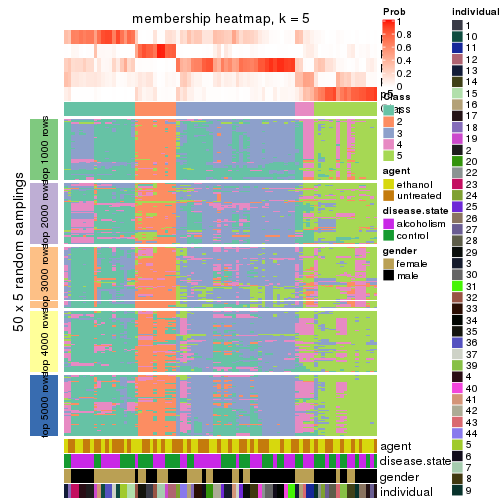 membership heatmap, k = 5
50 x 5 random samplings
top 1000 rows
top 2000 rows
top 3000 rows
top 4000 rows
top 5000 rows
Prob
1
0.8
0.6
0.4
0.2
0
Class
Class
1
2
3
4
5
agent
ethanol
untreated
disease.state
alcoholism
control
gender
female
male
agent
disease.state
gender
individual
individual
1
10
11
12
13
14
15
16
17
18
19
2
20
22
23
24
25
26
27
28
29
3
30
31
32
33
34
35
36
37
39
4
40
41
42
43
44
5
6
7
8
9